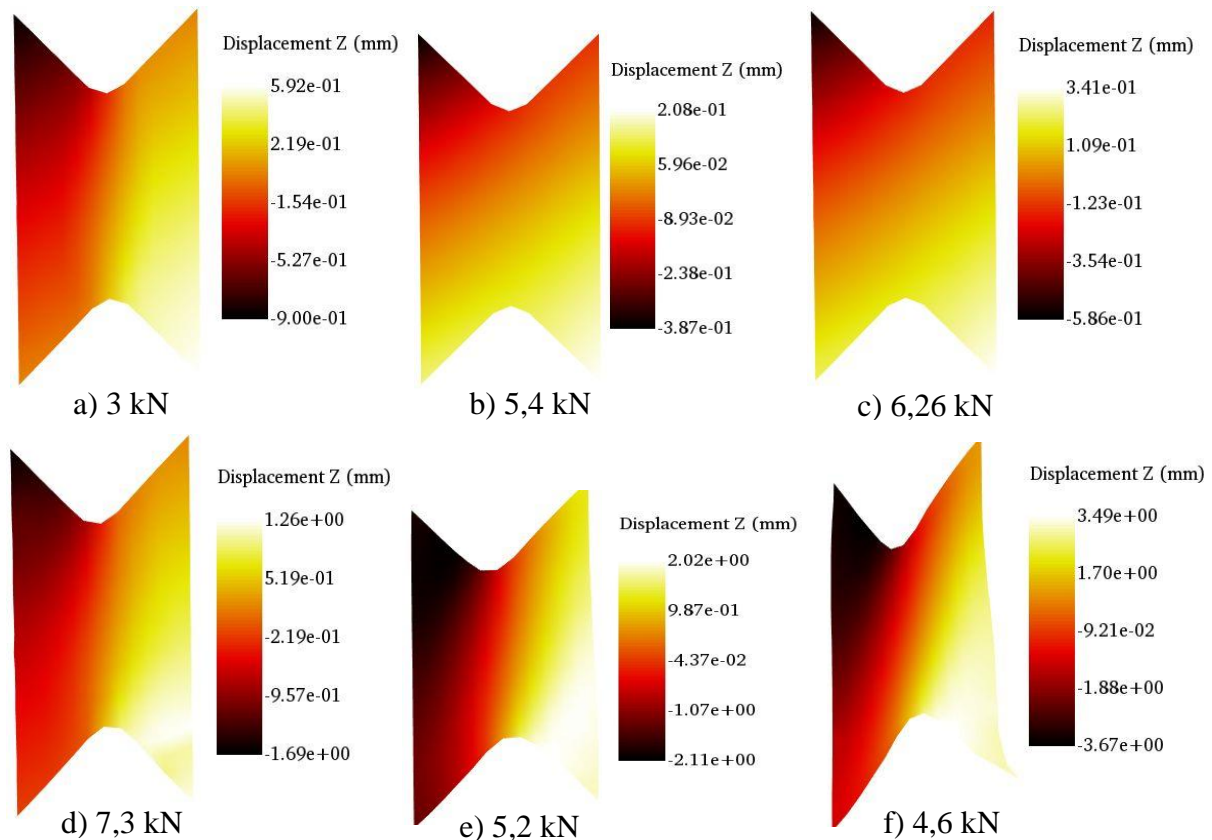 Displacement Z (mm)
5.92e-01
2.19e-01
-1.54e-01
-5.27e-01
-9.00e-01
a) 3 kN
Displacement Z (mm)
2.08e-01
5.96e-02
-8.93e-02
-2.38e-01
-3.87e-01
b) 5,4 kN
Displacement Z (mm)
3.41e-01
1.09e-01
-1.23e-01
-3.54e-01
-5.86e-01
c) 6,26 kN
Displacement Z (mm)
1.26e+00
5.19e-01
-2.19e-01
-9.57e-01
-1.69e+00
d) 7,3 kN
Displacement Z (mm)
2.02e+00
9.87e-01
-4.37e-02
-1.07e+00
-2.11e+00
e) 5,2 kN
Displacement Z (mm)
3.49e+00
1.70e+00
-9.21e-02
-1.88e+00
-3.67e+00
f) 4,6 kN